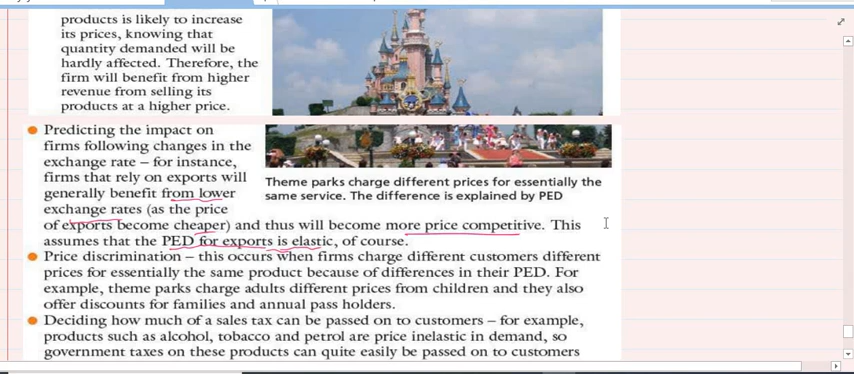 products is likely to increase
its prices, knowing that
quantity demanded will be
hardly affected. Therefore, the
firm will benefit from higher
revenue from selling its
products at a higher price.
Predicting the impact on
firms following changes in the
exchange rate – for instance,
firms that rely on exports will
generally benefit from lower
exchange rates (as the price
of exports become cheaper) and thus will become more price competitive. This
assumes that the PED for exports is elastic, of course.
Theme parks charge different prices for essentially the
same service. The difference is explained by PED
Price discrimination – this occurs when firms charge different customers different
prices for essentially the same product because of differences in their PED. For
example, theme parks charge adults different prices from children and they also
offer discounts for families and annual pass holders.
Deciding how much of a sales tax can be passed on to customers – for example,
products such as alcohol, tobacco and petrol are price inelastic in demand, so
government taxes on these products can quite easily be passed on to customers